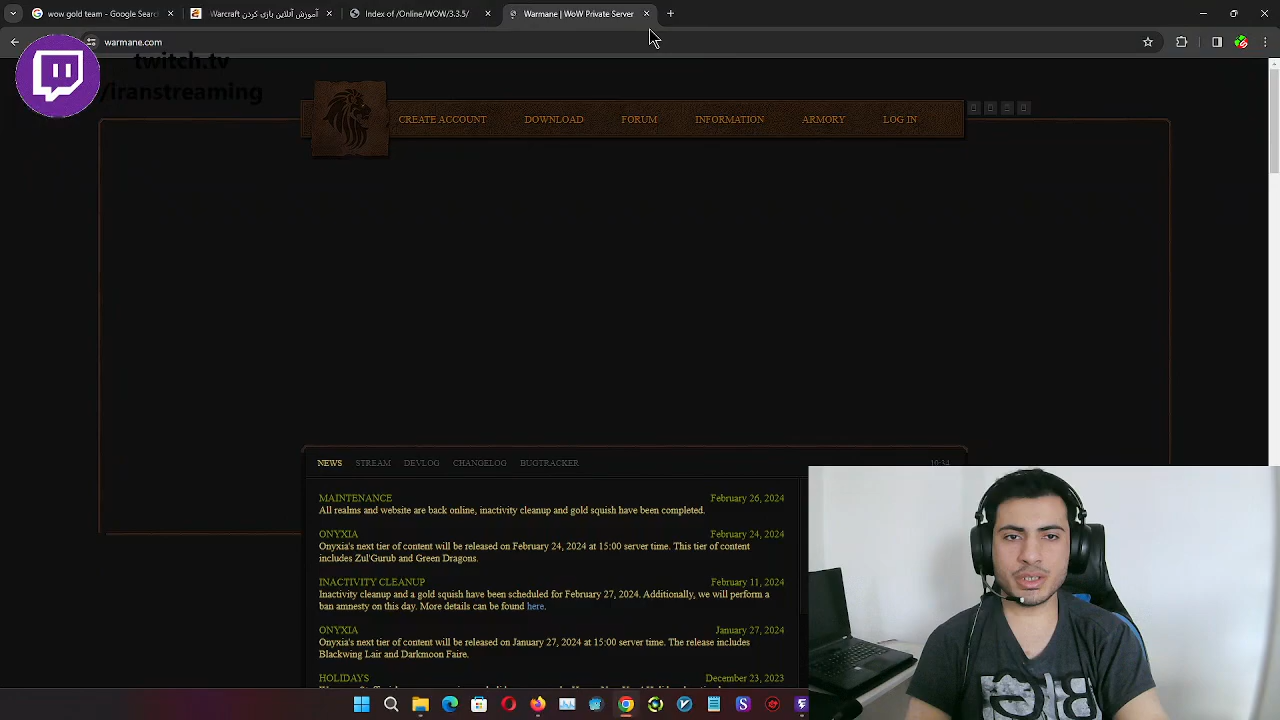 wow gold team - Google Searc
آموزش آنلاین بازی کردن Warcraft
Index of /Online/WOW/3.3.5/
Warmane | WoW Private Server
warmane.com
twitch.tv
/iranstreaming
CREATE ACCOUNT
DOWNLOAD
FORUM
INFORMATION
ARMORY
LOG IN
NEWS
STREAM
DEVLOG
CHANGELOG
BUGTRACKER
10:34
MAINTENANCE
February 26, 2024
All realms and website are back online, inactivity cleanup and gold squish have been completed.
ONYXIA
February 24, 2024
Onyxia's next tier of content will be released on February 24, 2024 at 15:00 server time. This tier of content
includes Zul'Gurub and Green Dragons.
INACTIVITY CLEANUP
February 11, 2024
Inactivity cleanup and a gold squish have been scheduled for February 27, 2024. Additionally, we will perform a
ban amnesty on this day. More details can be found here.
ONYXIA
January 27, 2024
Onyxia's next tier of content will be released on January 27, 2024 at 15:00 server time. The release includes
Blackwing Lair and Darkmoon Faire.
HOLIDAYS
December 23, 2023